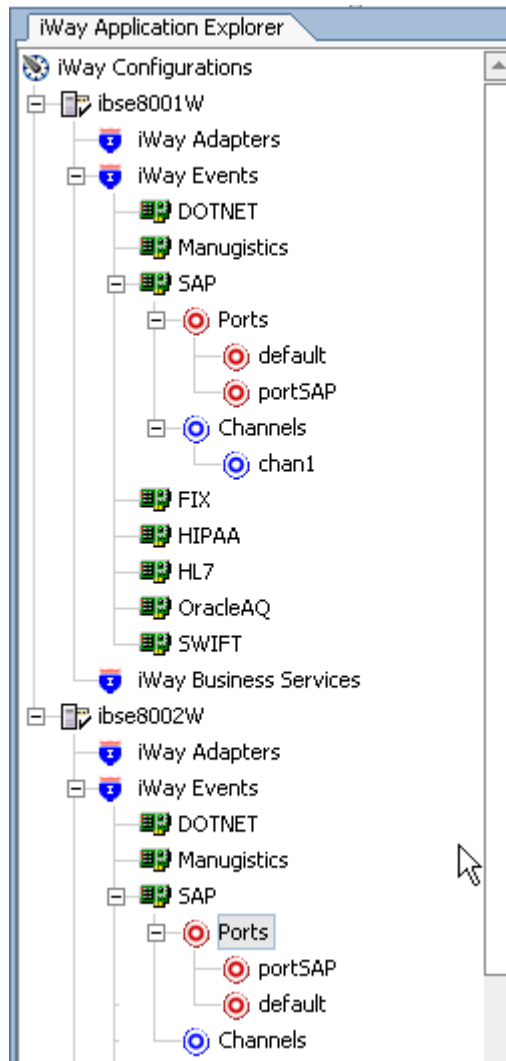 iWay Application Explorer
iWay Configurations
ibse8001W
iWay Adapters
iWay Events
DOTNET
Manugistics
SAP
Ports
default
portSAP
Channels
chan1
FIX
HIPAA
HL7
OracleAQ
SWIFT
iWay Business Services
ibse8002W
iWay Adapters
iWay Events
DOTNET
Manugistics
SAP
Ports
portSAP
default
Channels